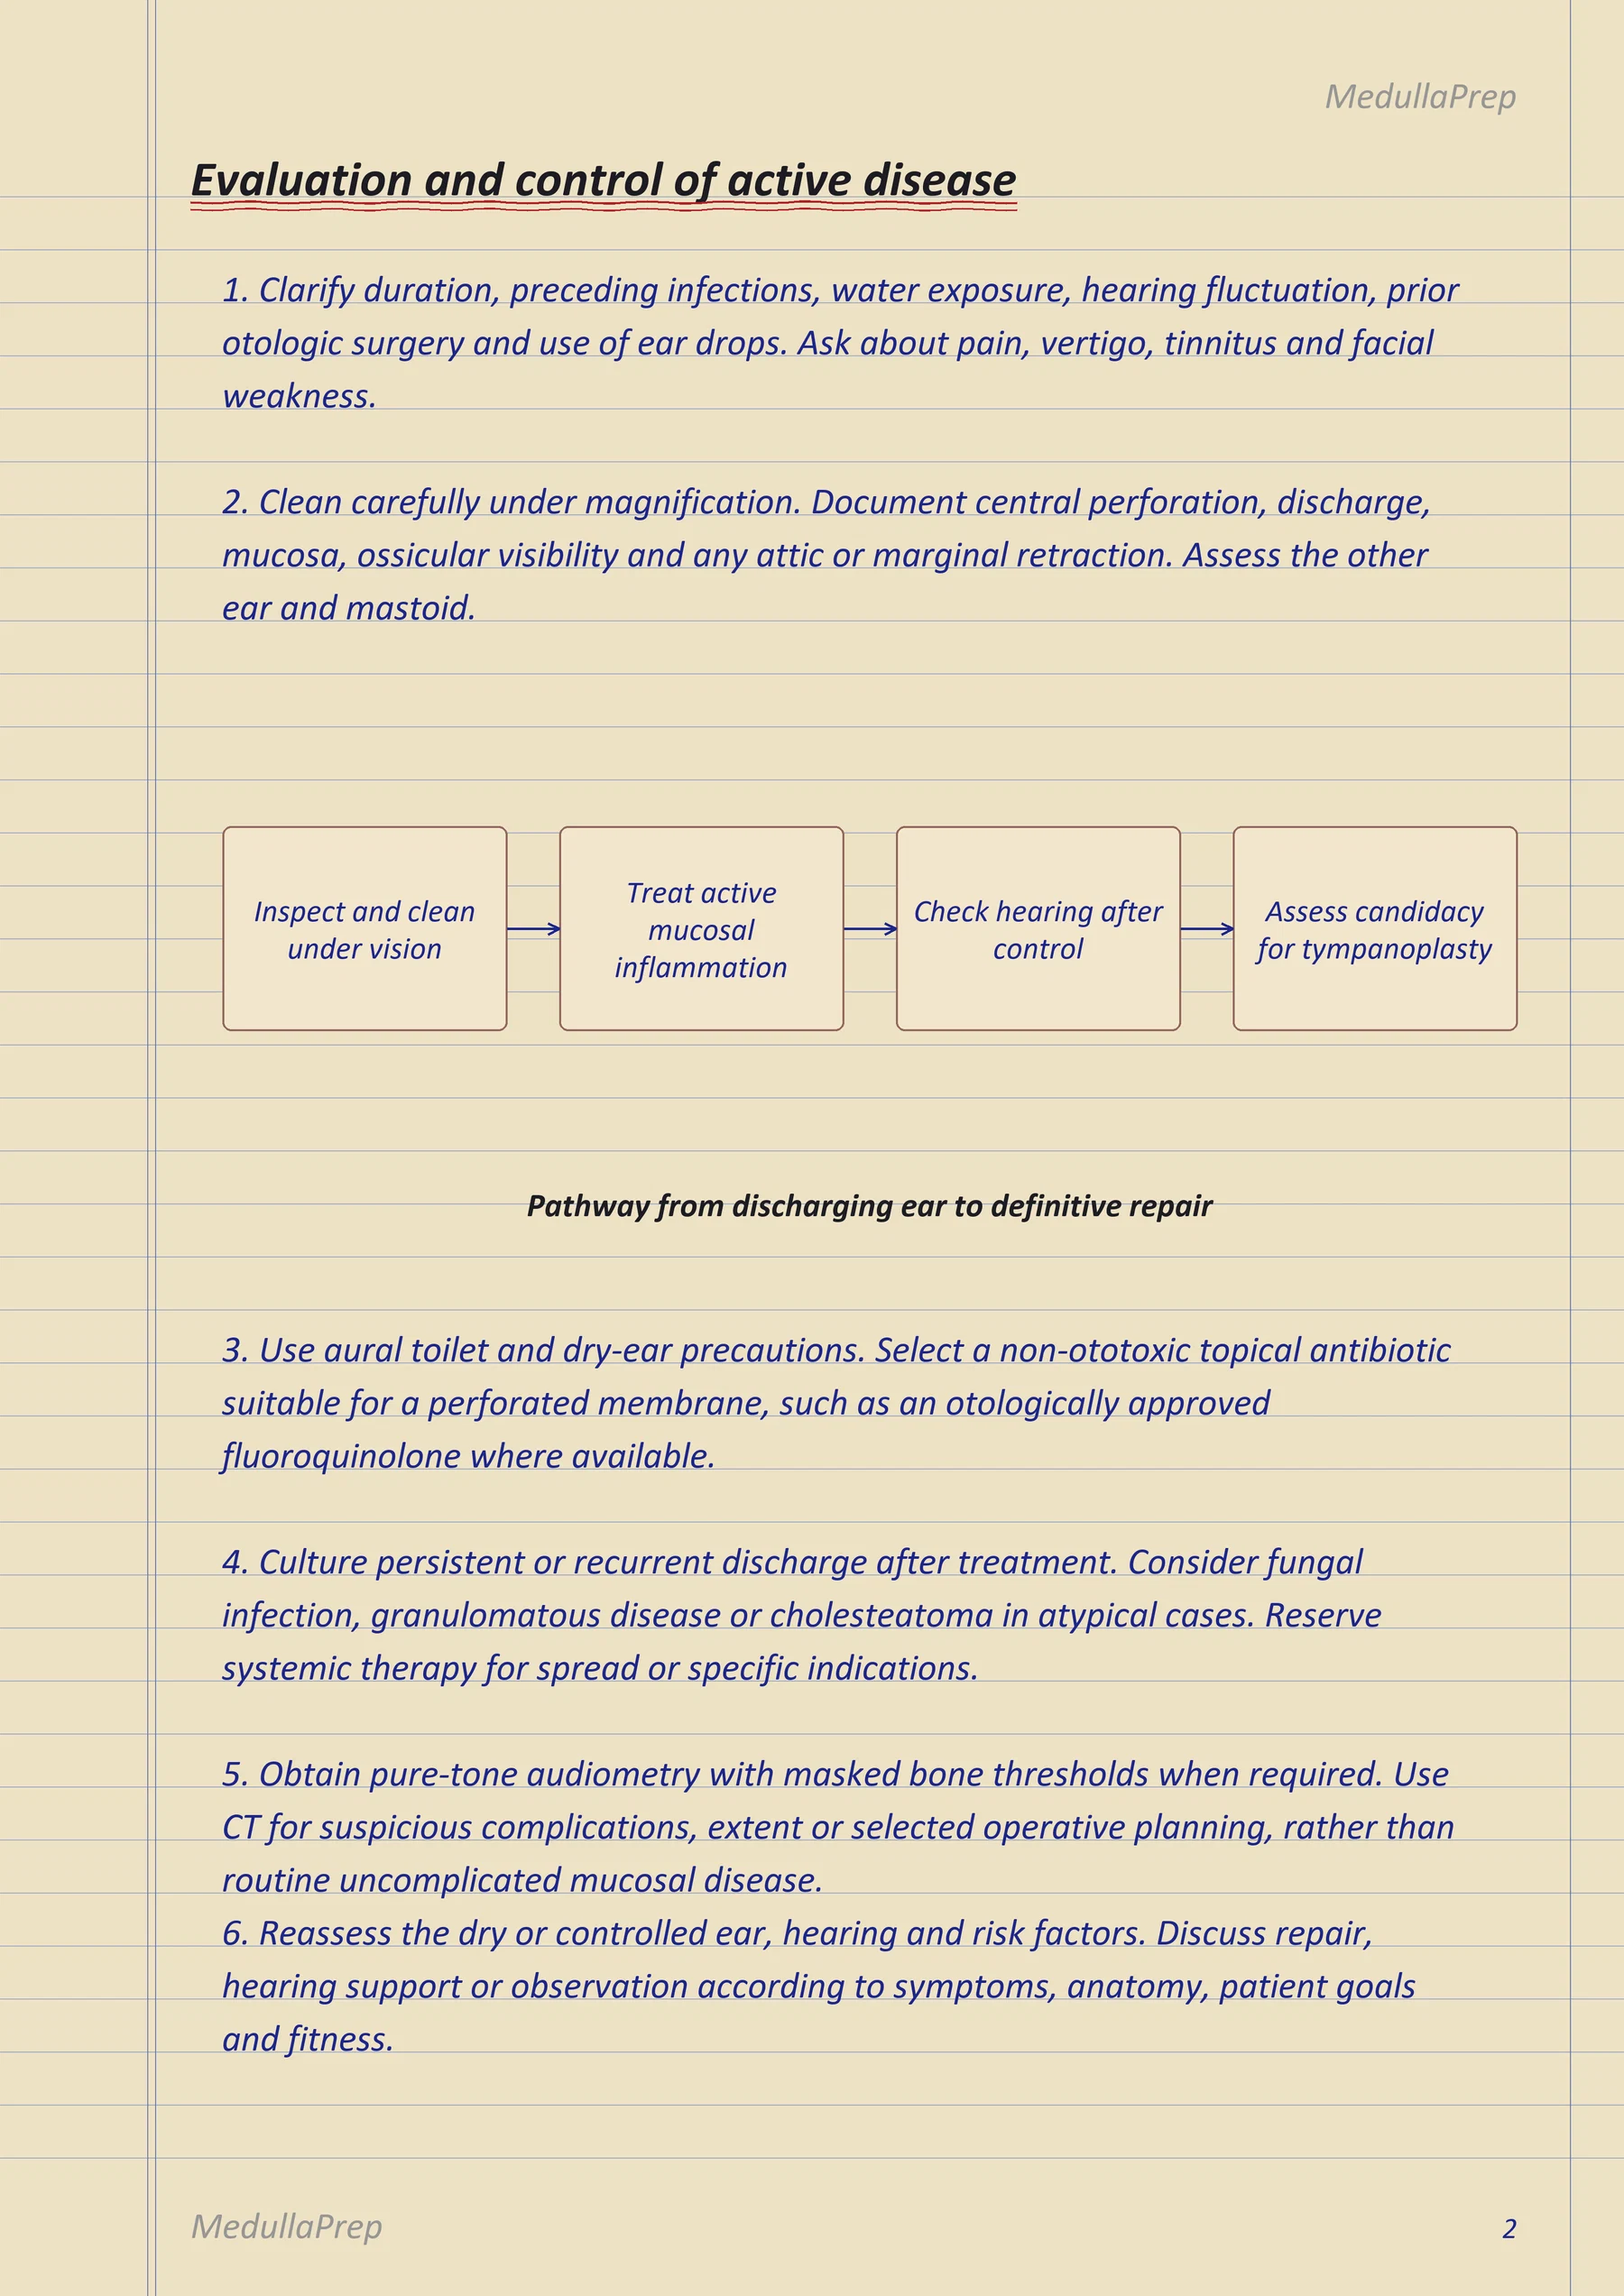 MedullaPrep
Evaluation and control of active disease
1. Clarify duration, preceding infections, water exposure, hearing fluctuation, prior
otologic surgery and use of ear drops. Ask about pain, vertigo, tinnitus and facial
weakness.
2. Clean carefully under magnification. Document central perforation, discharge,
mucosa, ossicular visibility and any attic or marginal retraction. Assess the other
ear and mastoid.
Inspect and clean
under vision
Treat active
mucosal
inflammation
Check hearing after
control
Assess candidacy
for tympanoplasty
Pathway from discharging ear to definitive repair
3. Use aural toilet and dry-ear precautions. Select a non-ototoxic topical antibiotic
suitable for a perforated membrane, such as an otologically approved
fluoroquinolone where available.
4. Culture persistent or recurrent discharge after treatment. Consider fungal
infection, granulomatous disease or cholesteatoma in atypical cases. Reserve
systemic therapy for spread or specific indications.
5. Obtain pure-tone audiometry with masked bone thresholds when required. Use
CT for suspicious complications, extent or selected operative planning, rather than
routine uncomplicated mucosal disease.
6. Reassess the dry or controlled ear, hearing and risk factors. Discuss repair,
hearing support or observation according to symptoms, anatomy, patient goals
and fitness.
MedullaPrep
2